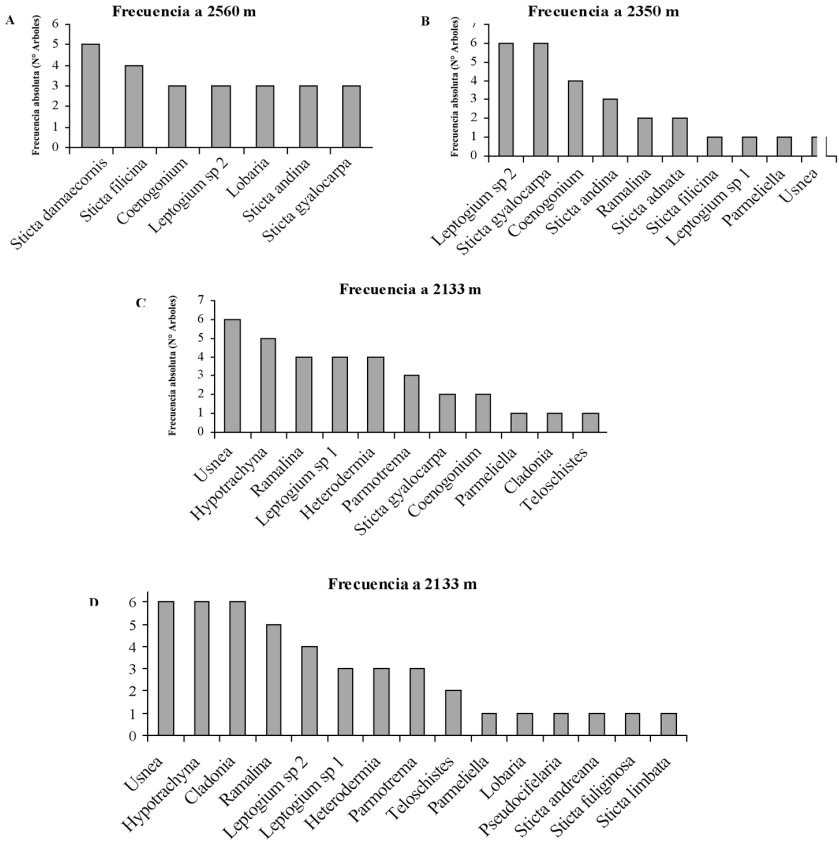 A
Frecuencia a 2560 m
Frecuencia absoluta (N° Arboles)
6
5
4
3
2
1
0
Sticta damaecornis
Sticta filicina
Coenogonium
Leptogium sp 2
Lobaria
Sticta andina
Sticta gyalocarpa
B
Frecuencia a 2350 m
Frecuencia absoluta (N° Arboles)
7
6
5
4
3
2
1
0
Leptogium sp 2
Sticta gyalocarpa
Coenogonium
Sticta andina
Ramalina
Sticta adnata
Sticta filicina
Leptogium sp 1
Parmeliella
Usnea
C
Frecuencia a 2133 m
Frecuencia absoluta (N° Arboles)
7
6
5
4
3
2
1
0
Usnea
Hypotrachyna
Ramalina
Leptogium sp 1
Heterodermia
Parmotrema
Sticta gyalocarpa
Coenogonium
Parmeliella
Cladonia
Teloschistes
D
Frecuencia a 2133 m
6
5
4
3
2
1
0
Usnea
Hypotrachyna
Cladonia
Ramalina
Leptogium sp 2
Leptogium sp 1
Heterodermia
Parmotrema
Teloschistes
Parmeliella
Lobaria
Pseudocifelaria
Sticta andreana
Sticta fuliginosa
Sticta limbata